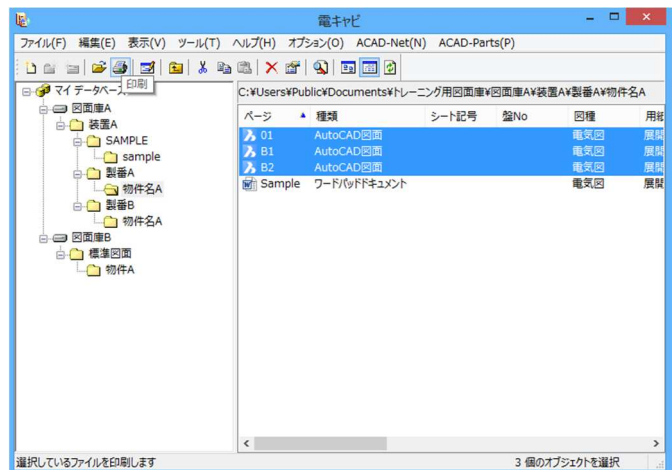 電キャビ
ファイル(F) 編集(E) 表示(V) ツール(T) ヘルプ(H) オプション(O) ACAD-Net(N) ACAD-Parts(P)
印刷
マイ データベース
図面庫A
装置A
SAMPLE
sample
製番A
物件名A
製番B
物件名A
図面庫B
標準図面
物件A
C:¥Users¥Public¥Documents¥トレーニング用図面庫¥図面庫A¥装置A¥製番A¥物件名A
ページ 種類 シート記号 盤No 図種 用紙
01 AutoCAD図面 電気図 展開
B1 AutoCAD図面 電気図 展開
B2 AutoCAD図面 電気図 展開
Sample ワードパッドドキュメント 電気図 展開
選択しているファイルを印刷します 3 個のオブジェクトを選択